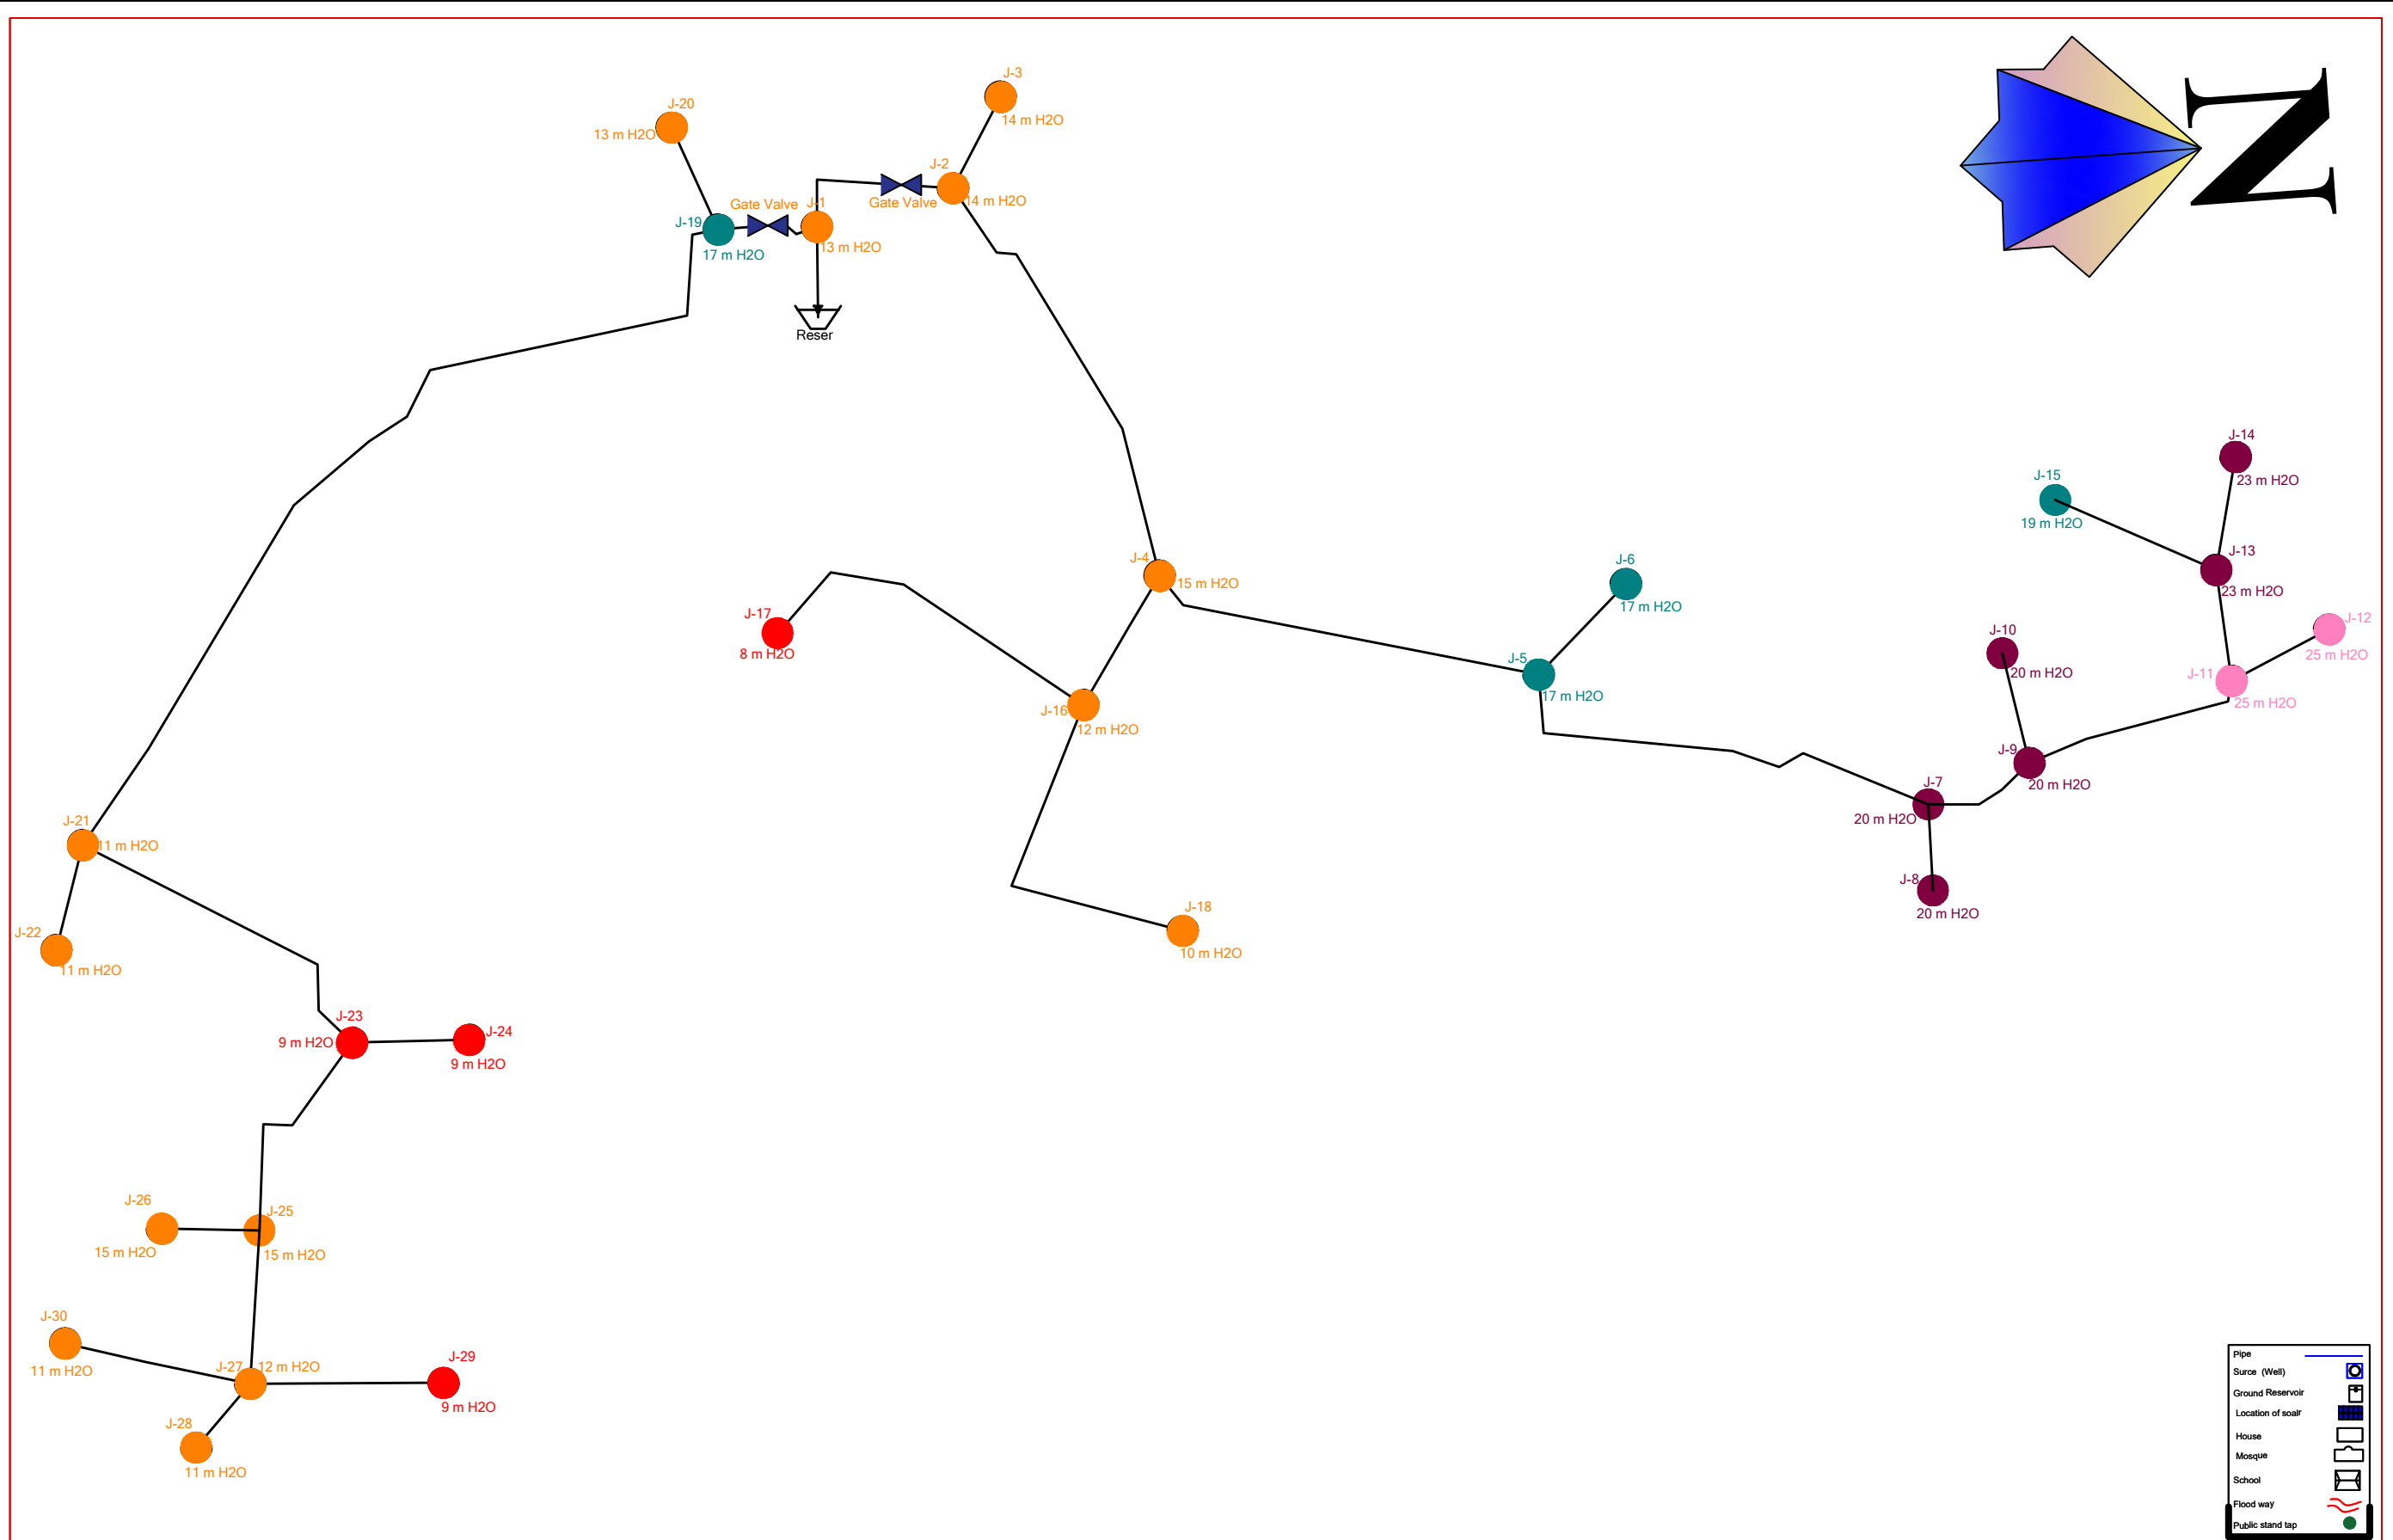 J-3
J-20
14 m H2O
13 m H2O
N
J-2
14 m H2O
Gate Valve
Gate Valve
J-1
13 m H2O
J-19
17 m H2O
Reser
J-14
23 m H2O
J-15
19 m H2O
J-13
23 m H2O
J-4
15 m H2O
J-6
17 m H2O
J-17
8 m H2O
J-12
25 m H2O
J-10
20 m H2O
J-5
17 m H2O
J-11
25 m H2O
J-16
12 m H2O
J-9
20 m H2O
J-7
20 m H2O
J-21
11 m H2O
J-8
20 m H2O
J-18
10 m H2O
J-22
11 m H2O
J-23
9 m H2O
J-24
9 m H2O
J-26
15 m H2O
J-25
15 m H2O
J-30
11 m H2O
J-27
12 m H2O
J-29
9 m H2O
J-28
11 m H2O
Pipe
Surce (Well)
Ground Reservoir
Location of soalr
House
Mosque
School
Flood way
Public stand tap